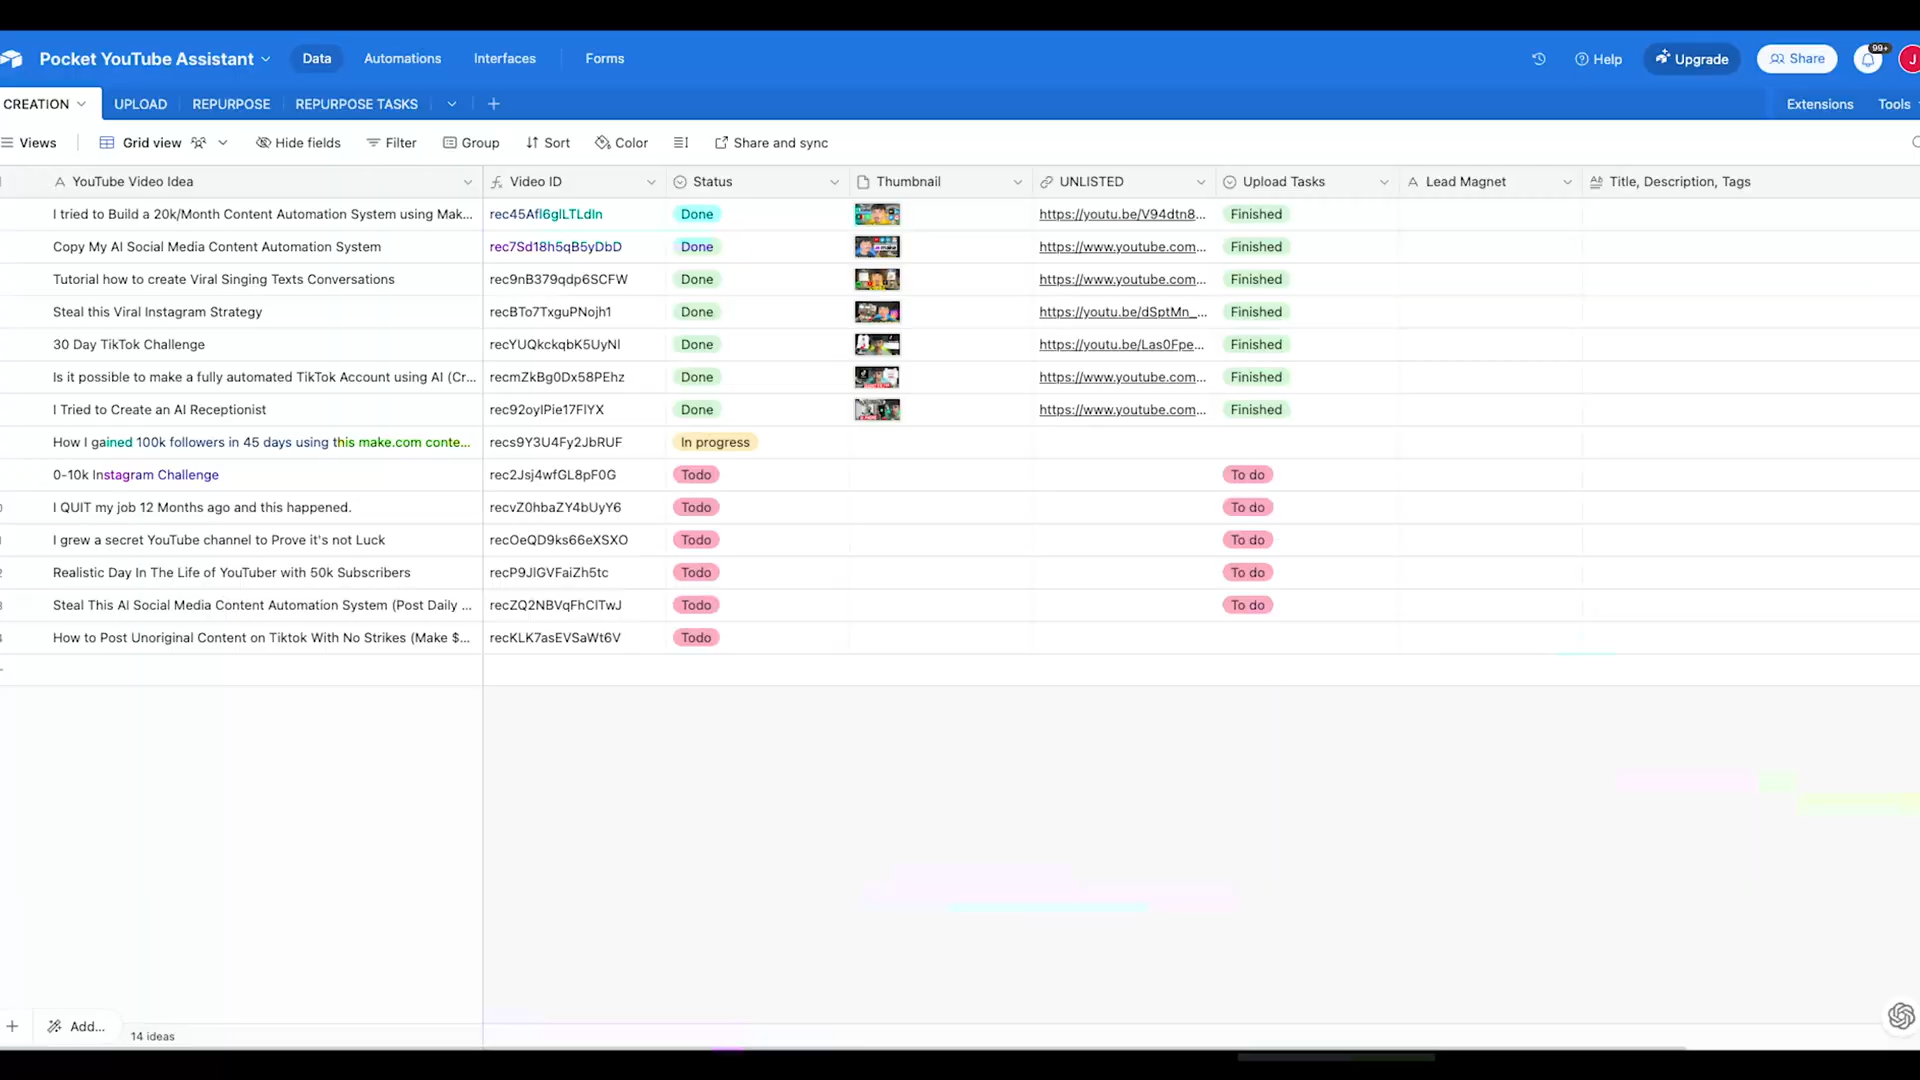 Pocket YouTube Assistant Data Automations Interfaces Forms Help Upgrade Share 99+ J
CREATION UPLOAD REPURPOSE REPURPOSE TASKS Extensions Tools
Views Grid view Hide fields Filter Group Sort Color Share and sync
YouTube Video Idea Video ID Status Thumbnail UNLISTED Upload Tasks Lead Magnet Title, Description, Tags
I tried to Build a 20k/Month Content Automation System using Mak... rec45Afl6glLTLdIn Done https://youtu.be/V94dtn8... Finished
Copy My AI Social Media Content Automation System rec7Sd18h5qB5yDbD Done https://www.youtube.com... Finished
Tutorial how to create Viral Singing Texts Conversations rec9nB379qdp6SCFW Done https://www.youtube.com... Finished
Steal this Viral Instagram Strategy recBTo7TxguPNojh1 Done https://youtu.be/dSptMn_... Finished
30 Day TikTok Challenge recYUQkckqbK5UyNl Done https://youtu.be/Las0Fpe... Finished
Is it possible to make a fully automated TikTok Account using AI (Cr... recmZkBg0Dx58PEhz Done https://www.youtube.com... Finished
I Tried to Create an AI Receptionist rec92oylPie17FlYX Done https://www.youtube.com... Finished
How I gained 100k followers in 45 days using this make.com conte... recs9Y3U4Fy2JbRUF In progress
0-10k Instagram Challenge rec2Jsj4wfGL8pF0G Todo To do
I QUIT my job 12 Months ago and this happened. recvZ0hbaZY4bUyY6 Todo To do
I grew a secret YouTube channel to Prove it's not Luck recOeQD9ks66eXSXO Todo To do
Realistic Day In The Life of YouTuber with 50k Subscribers recP9JlGVFaiZh5tc Todo To do
Steal This AI Social Media Content Automation System (Post Daily ... recZQ2NBVqFhClTwJ Todo To do
How to Post Unoriginal Content on Tiktok With No Strikes (Make $... recKLK7asEVSaWt6V Todo
Add...
14 ideas